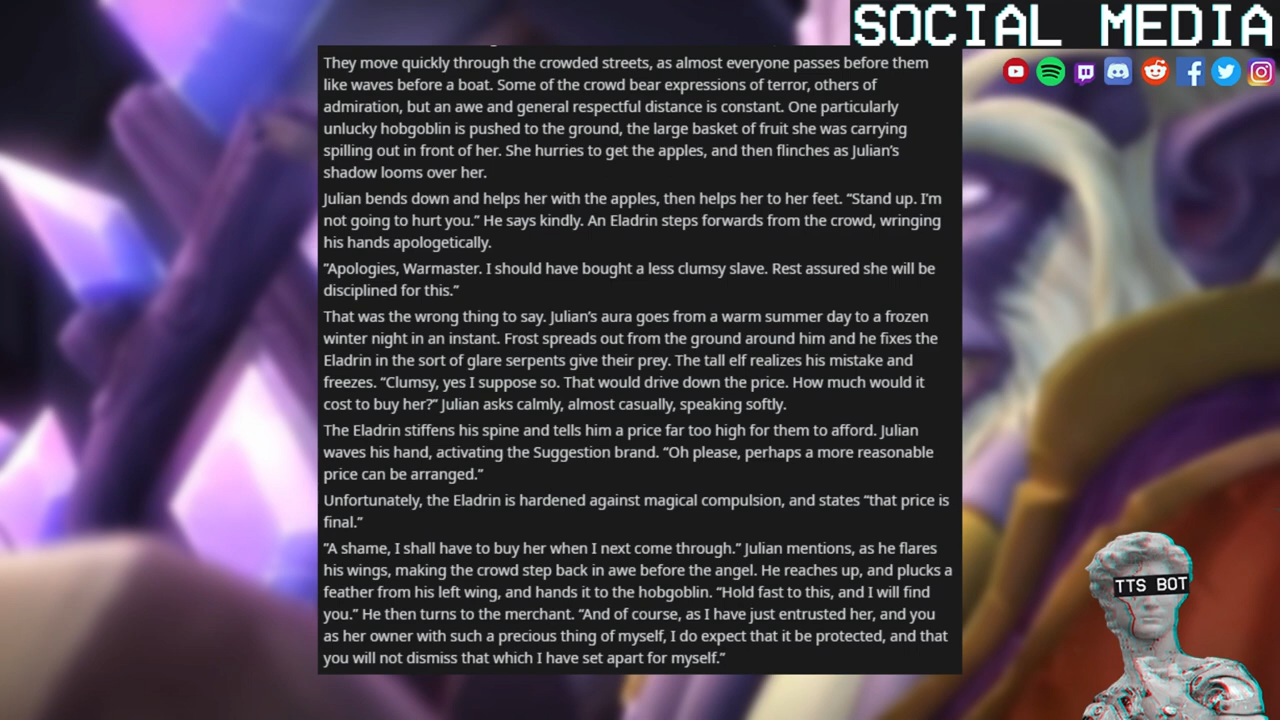 SOCIAL MEDIA
They move quickly through the crowded streets, as almost everyone passes before them
like waves before a boat. Some of the crowd bear expressions of terror, others of
admiration, but an awe and general respectful distance is constant. One particularly
unlucky hobgoblin is pushed to the ground, the large basket of fruit she was carrying
spilling out in front of her. She hurries to get the apples, and then flinches as Julian’s
shadow looms over her.
Julian bends down and helps her with the apples, then helps her to her feet. “Stand up. I’m
not going to hurt you.” He says kindly. An Eladrin steps forwards from the crowd, wringing
his hands apologetically.
“Apologies, Warmaster. I should have bought a less clumsy slave. Rest assured she will be
disciplined for this.”
That was the wrong thing to say. Julian’s aura goes from a warm summer day to a frozen
winter night in an instant. Frost spreads out from the ground around him and he fixes the
Eladrin in the sort of glare serpents give their prey. The tall elf realizes his mistake and
freezes. “Clumsy, yes I suppose so. That would drive down the price. How much would it
cost to buy her?” Julian asks calmly, almost casually, speaking softly.
The Eladrin stiffens his spine and tells him a price far too high for them to afford. Julian
waves his hand, activating the Suggestion brand. “Oh please, perhaps a more reasonable
price can be arranged.”
Unfortunately, the Eladrin is hardened against magical compulsion, and states “that price is
final.”
“A shame, I shall have to buy her when I next come through.” Julian mentions, as he flares
his wings, making the crowd step back in awe before the angel. He reaches up, and plucks a
feather from his left wing, and hands it to the hobgoblin. “Hold fast to this, and I will find
you.” He then turns to the merchant. “And of course, as I have just entrusted her, and you
as her owner with such a precious thing of myself, I do expect that it be protected, and that
you will not dismiss that which I have set apart for myself.”
TTS BOT